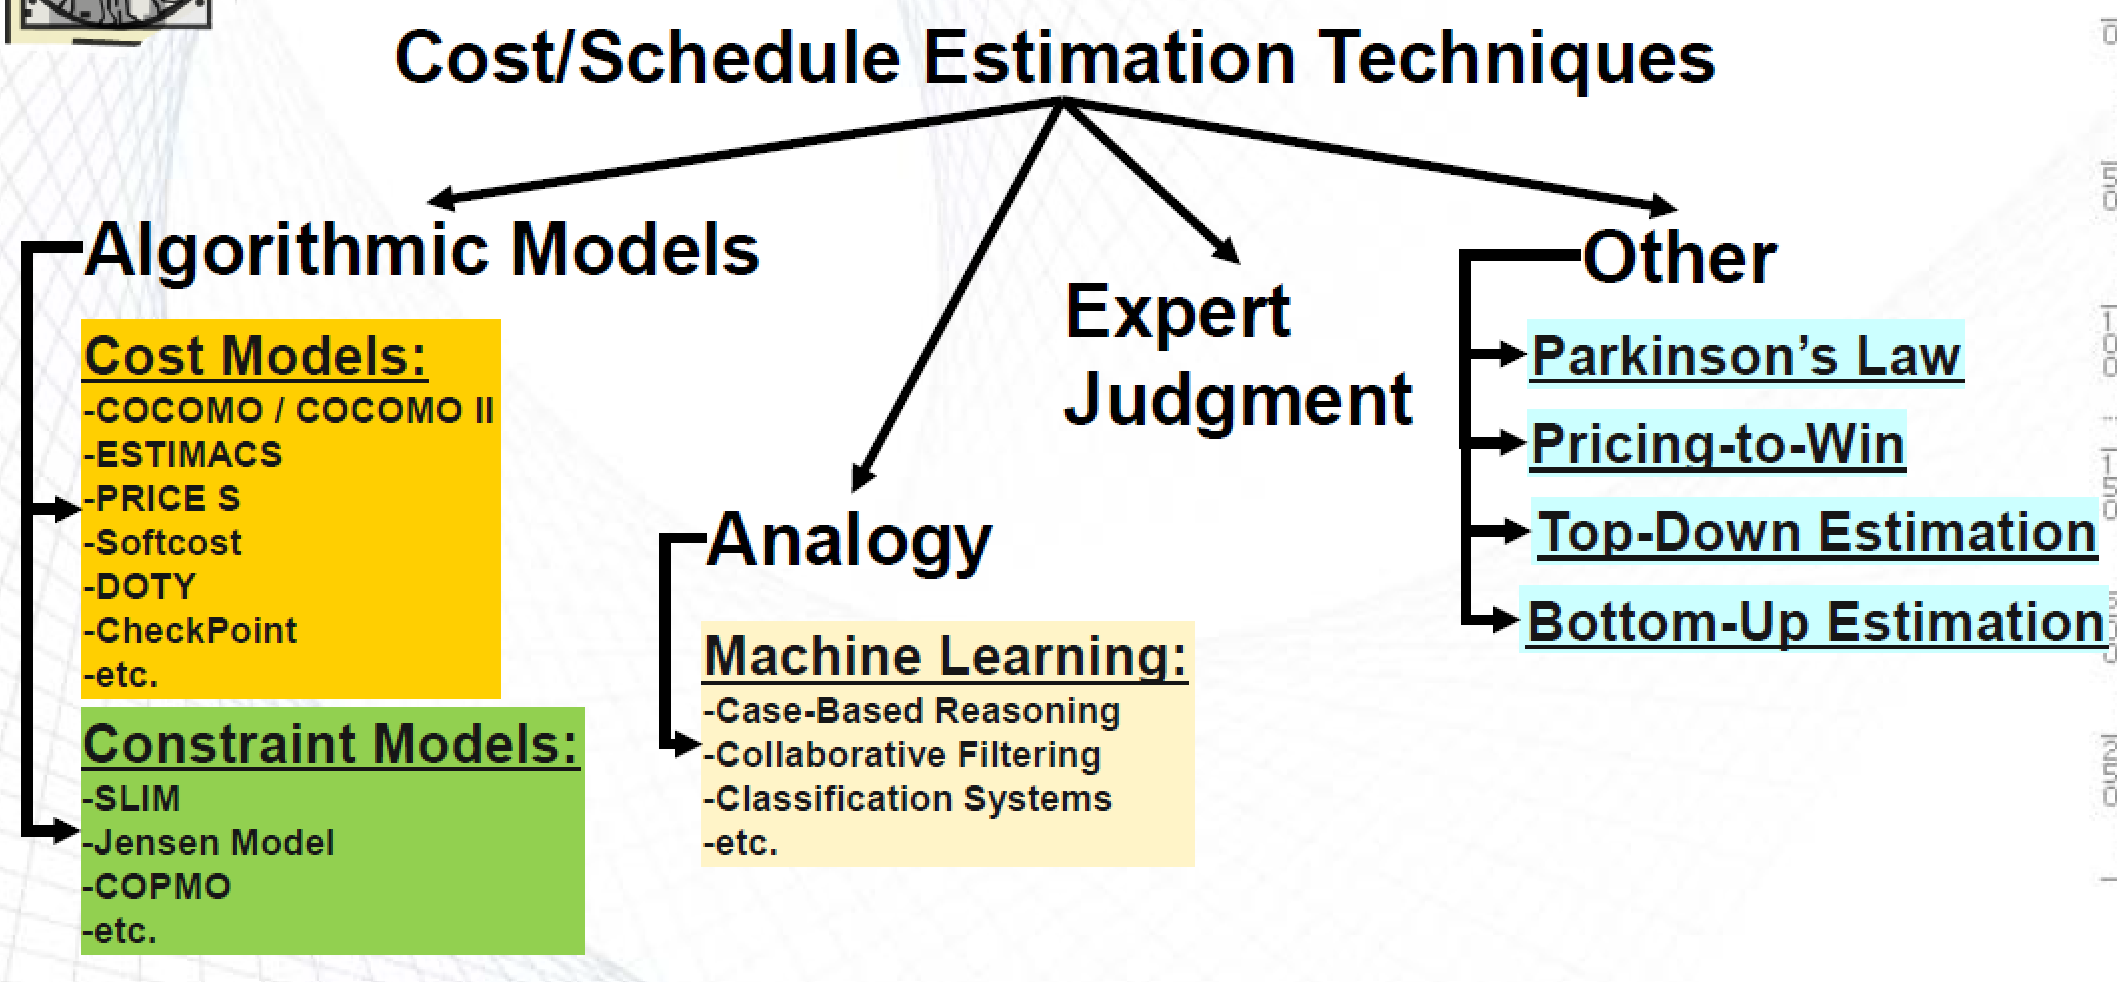 Cost/Schedule Estimation Techniques
Algorithmic Models
Cost Models:
-COCOMO / COCOMO II
-ESTIMACS
-PRICE S
-Softcost
-DOTY
-CheckPoint
-etc.
Constraint Models:
-SLIM
-Jensen Model
-COPMO
-etc.
Analogy
Machine Learning:
-Case-Based Reasoning
-Collaborative Filtering
-Classification Systems
-etc.
Expert
Judgment
Other
Parkinson’s Law
Pricing-to-Win
Top-Down Estimation
Bottom-Up Estimation